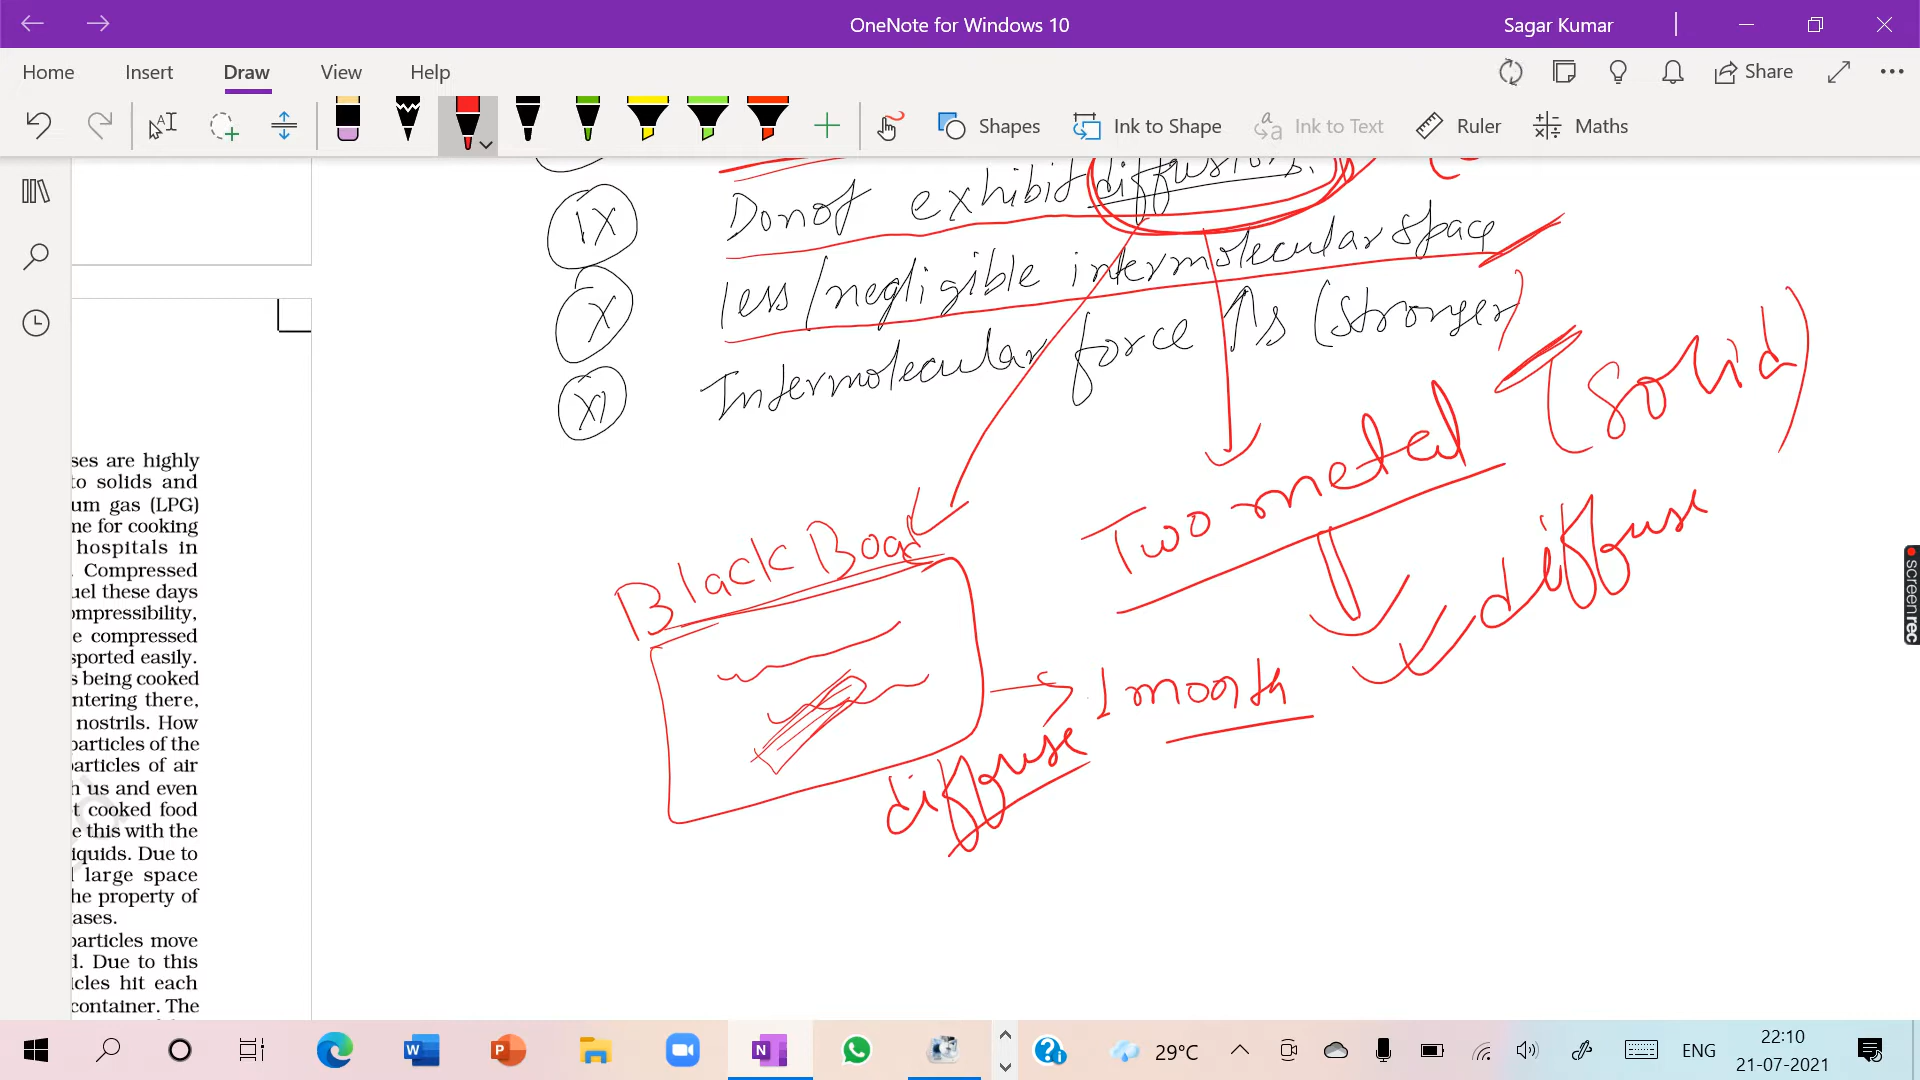 OneNote for Windows 10
Sagar Kumar
Home Insert Draw View Help
Share
Shapes
Ink to Shape
Ink to Text
Ruler
Maths
IX Donot exhibit diffusion.
X less/negligible intermolecular space
XI Intermolecular force ↑s (stronger)
Two metal (solid)
diffuse
Black Boad
→ 1 moonth
diffuse
ses are highly
to solids and
um gas (LPG)
ne for cooking
hospitals in
. Compressed
uel these days
ompressibility,
e compressed
sported easily.
s being cooked
ntering there,
nostrils. How
particles of the
particles of air
h us and even
t cooked food
e this with the
iquids. Due to
l large space
he property of
ases.
particles move
d. Due to this
icles hit each
container. The
screenrec
29°C
ENG
22:10
21-07-2021